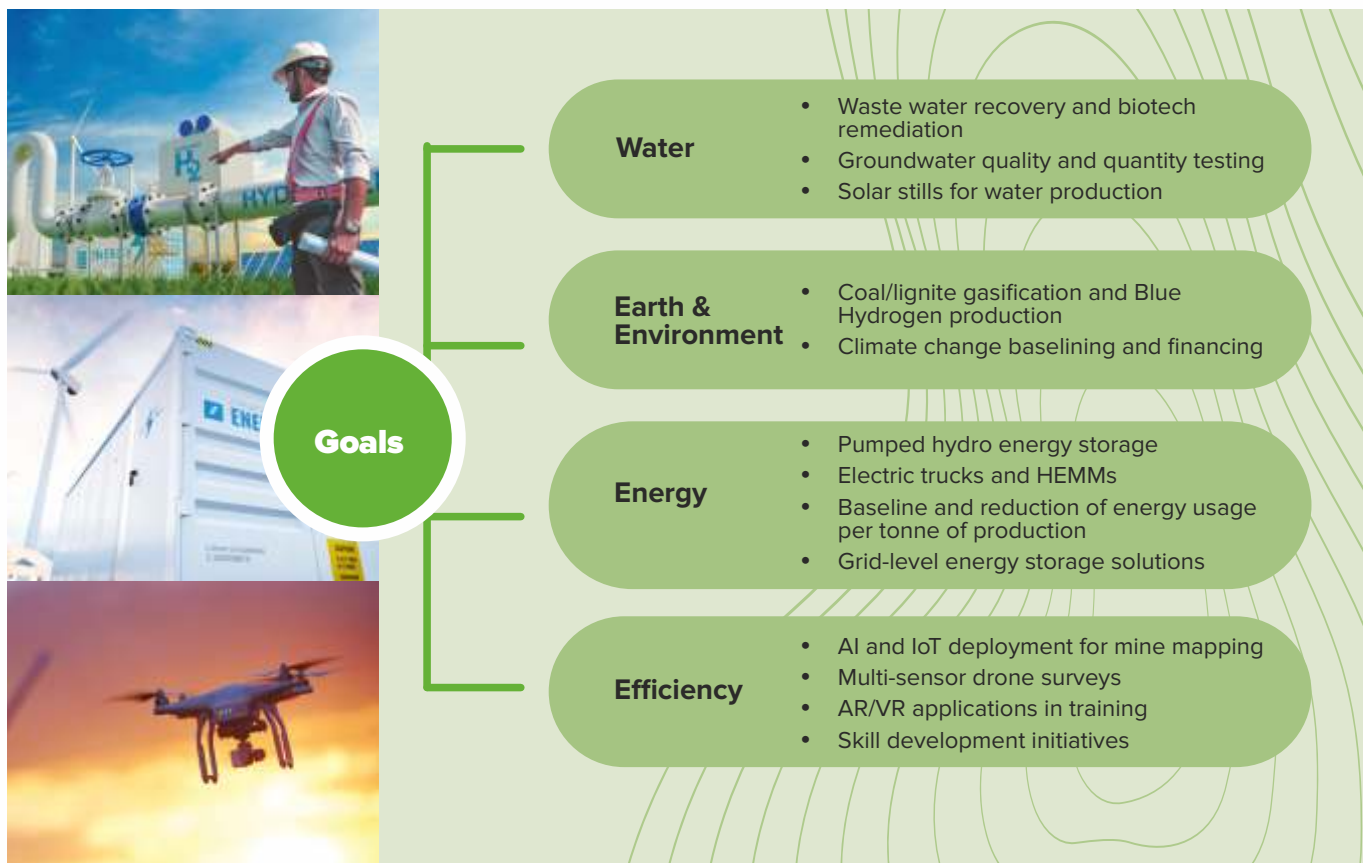 H2
HYD
ENERGY
ENE
Goals
Water
• Waste water recovery and biotech
remediation
• Groundwater quality and quantity testing
• Solar stills for water production
Earth &
Environment
• Coal/lignite gasification and Blue
Hydrogen production
• Climate change baselining and financing
Energy
• Pumped hydro energy storage
• Electric trucks and HEMMs
• Baseline and reduction of energy usage
per tonne of production
• Grid-level energy storage solutions
Efficiency
• AI and IoT deployment for mine mapping
• Multi-sensor drone surveys
• AR/VR applications in training
• Skill development initiatives